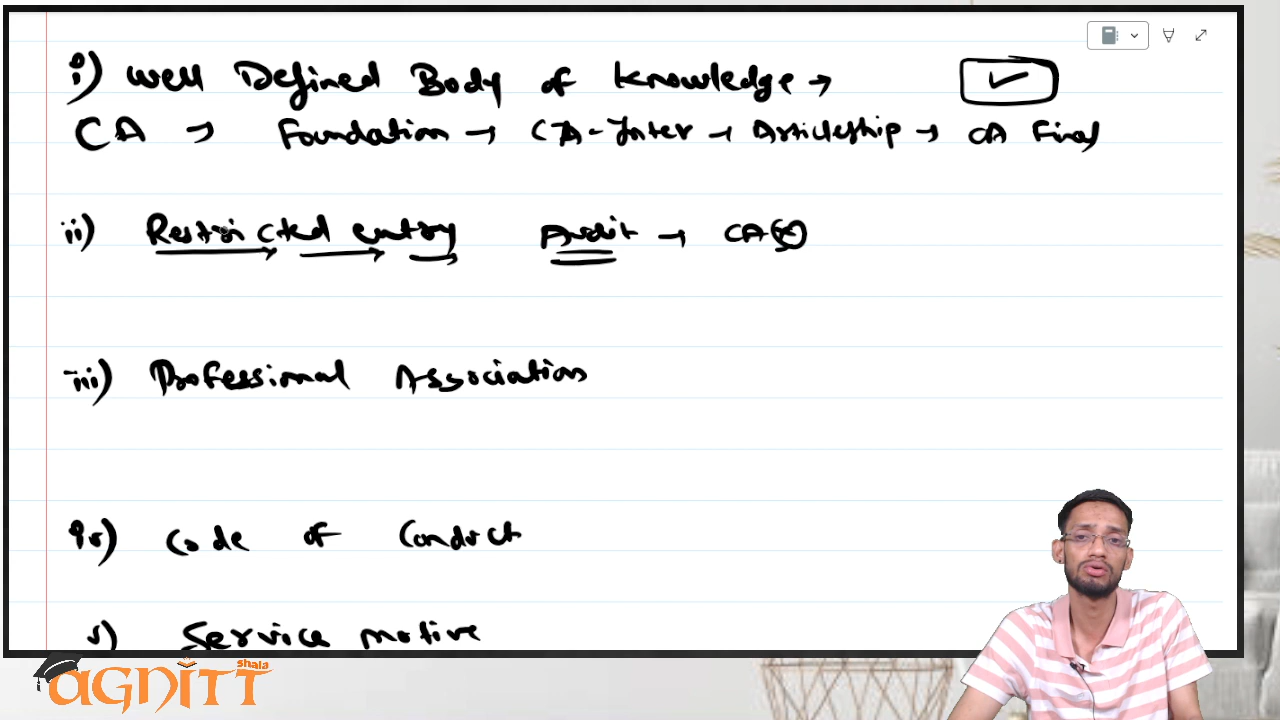 i) Well Defined Body of Knowledge →
CA → Foundation → CA-Inter → Articleship → CA Final
ii) Restricted entry Audit → CA
iii) Professional Association
iv) Code of Conduct
v) Service motive
AGNITT shala